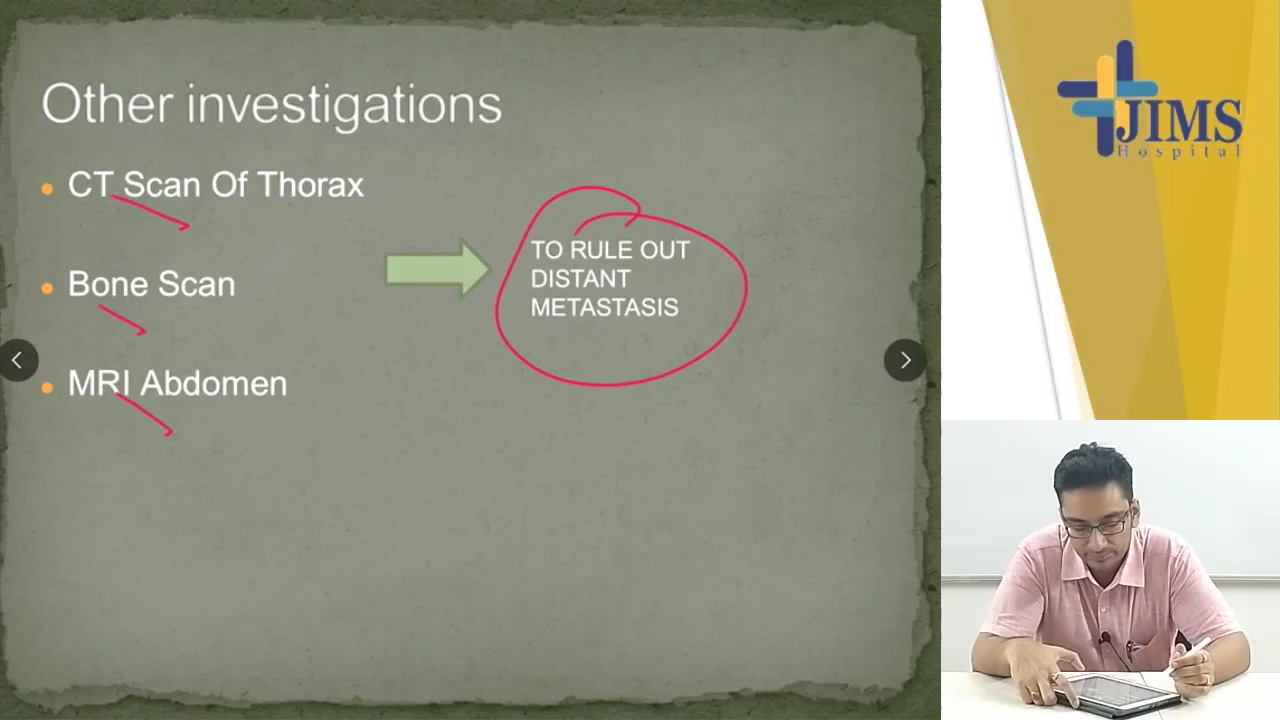 Other investigations
CT Scan Of Thorax
Bone Scan
MRI Abdomen
TO RULE OUT
DISTANT
METASTASIS
JIMS
Hospital